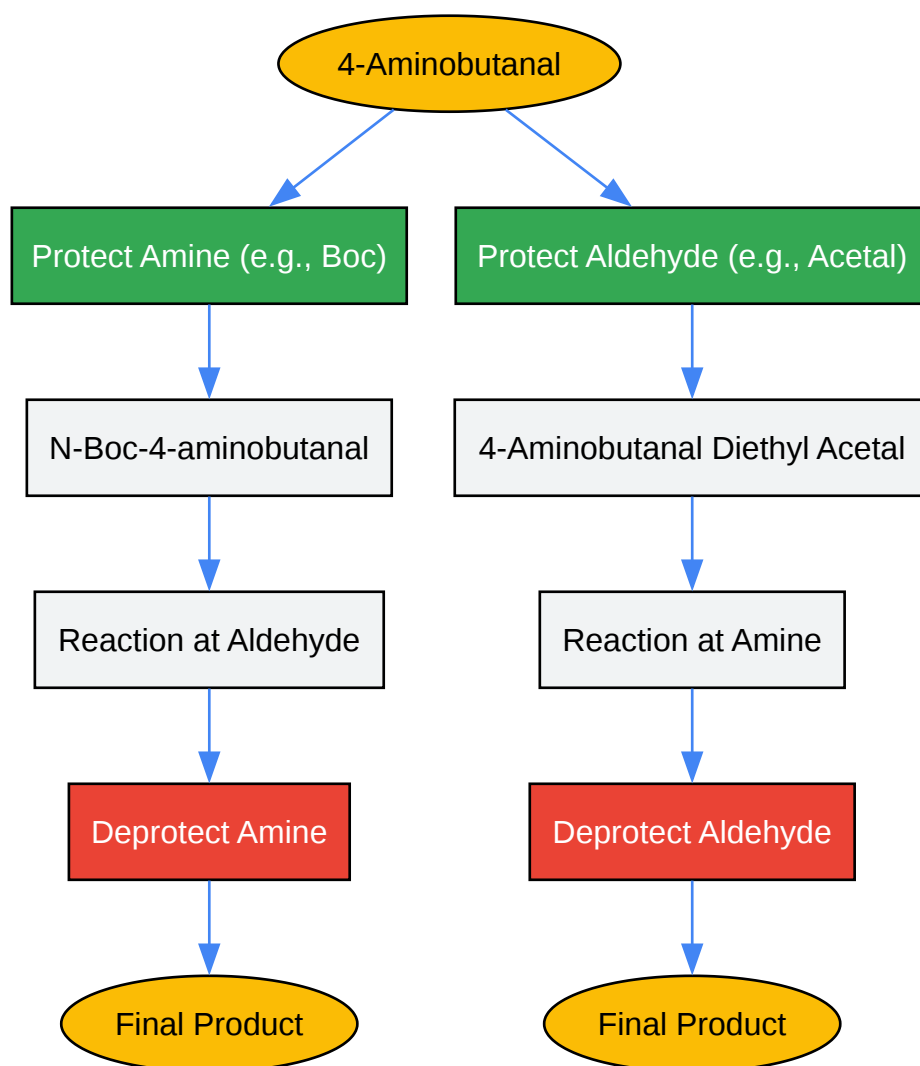 4-Aminobutanal
Protect Amine (e.g., Boc)
Protect Aldehyde (e.g., Acetal)
N-Boc-4-aminobutanal
4-Aminobutanal Diethyl Acetal
Reaction at Aldehyde
Reaction at Amine
Deprotect Amine
Deprotect Aldehyde
Final Product
Final Product